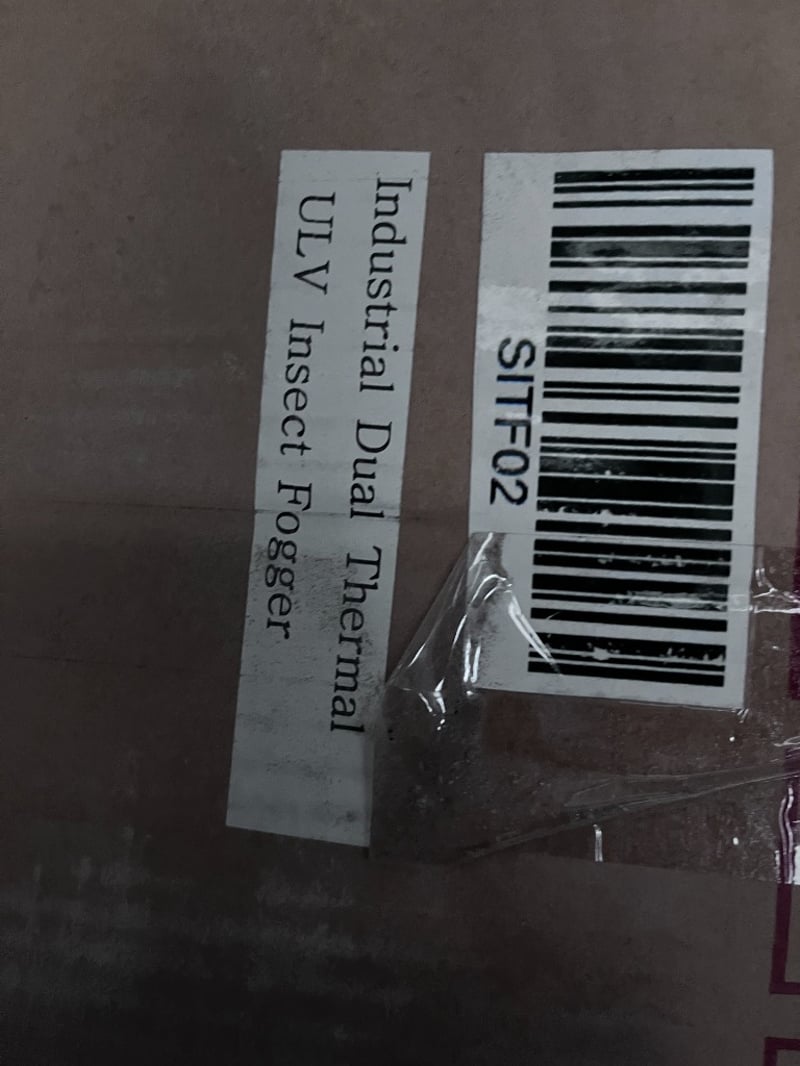 SITF02
Industrial Dual Thermal
ULV Insect Fogger